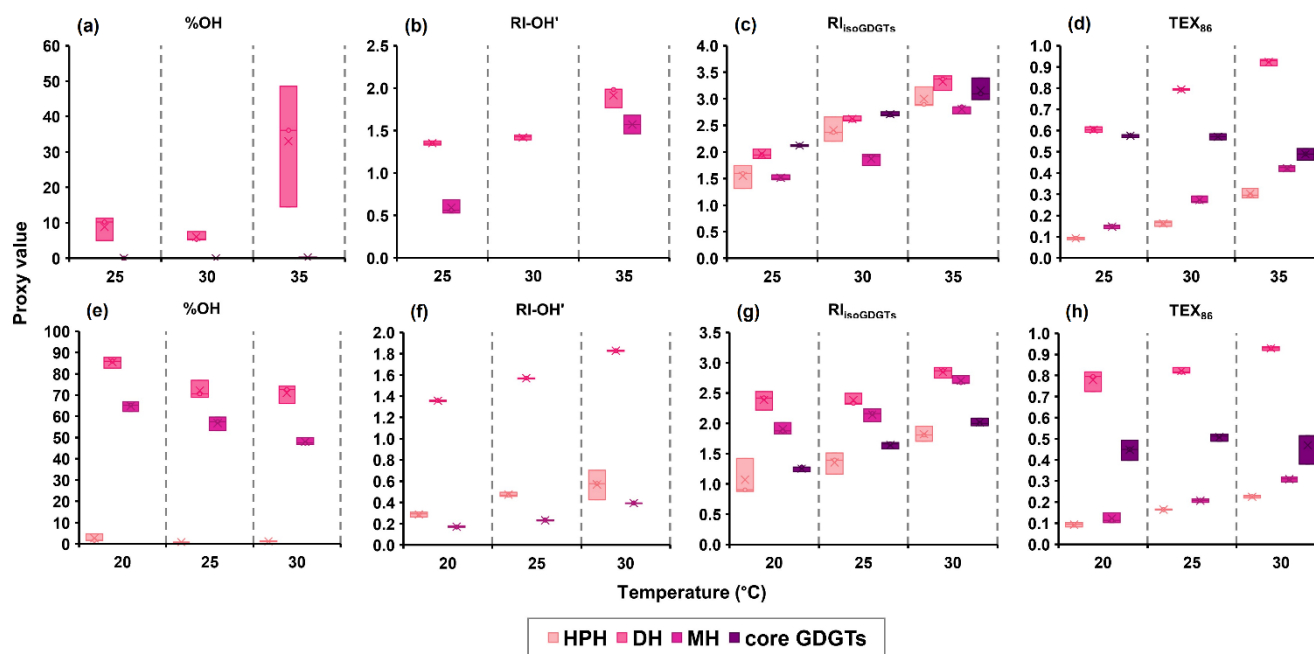 (a) %OH (b) RI-OH' (c) RIisoGDGTs (d) TEX86
60 2.5 4.0 1.0
50 2.0 3.5 0.9
40 1.5 3.0 0.8
30 1.0 2.5 0.7
20 0.5 2.0 0.6
10 0.0 1.5 0.5
0 1.0 0.4
0.5 0.3
0.0 0.2
0.1
0.0
25 30 35 25 30 35 25 30 35 25 30 35
Proxy value
(e) %OH (f) RI-OH' (g) RIisoGDGTs (h) TEX86
100 2.0 3.5 1.0
90 1.8 3.0 0.9
80 1.6 2.5 0.8
70 1.4 2.0 0.7
60 1.2 1.5 0.6
50 1.0 1.0 0.5
40 0.8 0.5 0.4
30 0.6 0.0 0.3
20 0.4 0.2
10 0.2 0.1
0 0.0 0.0
20 25 30 20 25 30 20 25 30 20 25 30
Temperature (°C)
HPH DH MH core GDGTs